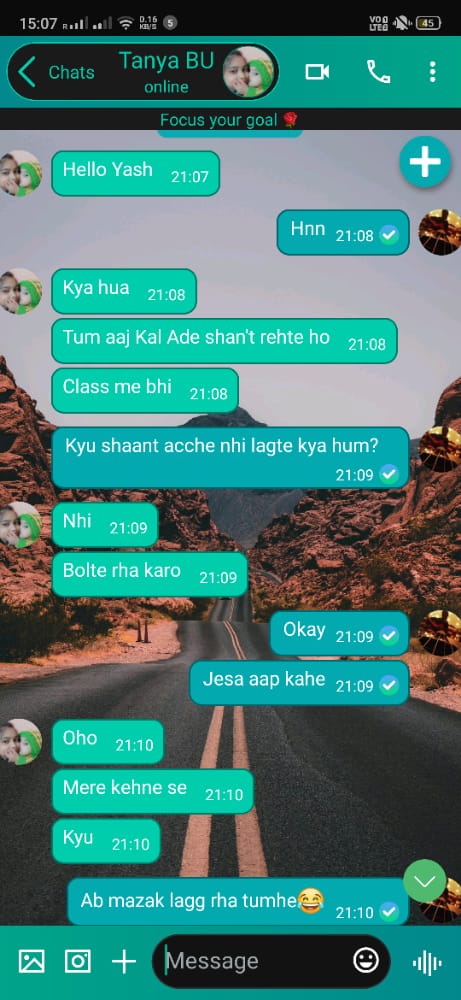 15:07 R 0.16 KB/S 5 VO LTE 45
Chats Tanya BU
online
Focus your goal 🌹
Hello Yash 21:07
Hnn 21:08
Kya hua 21:08
Tum aaj Kal Ade shan't rehte ho 21:08
Class me bhi 21:08
Kyu shaant acche nhi lagte kya hum?
21:09
Nhi 21:09
Bolte rha karo 21:09
Okay 21:09
Jesa aap kahe 21:09
Oho 21:10
Mere kehne se 21:10
Kyu 21:10
Ab mazak lagg rha tumhe😂 21:10
Message